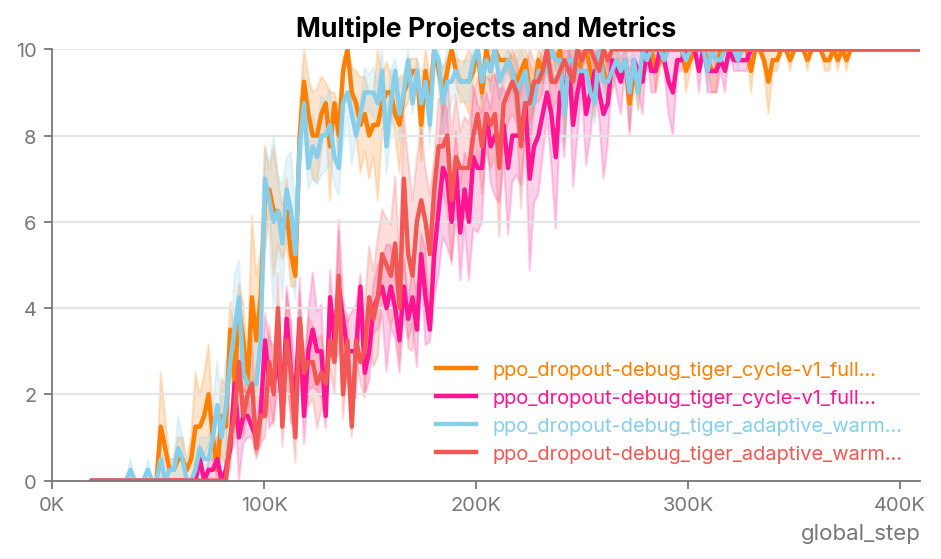 Multiple Projects and Metrics
10
8
6
4
2
0
ppo_dropout-debug_tiger_cycle-v1_full...
ppo_dropout-debug_tiger_cycle-v1_full...
ppo_dropout-debug_tiger_adaptive_warm...
ppo_dropout-debug_tiger_adaptive_warm...
0K 100K 200K 300K 400K
global_step